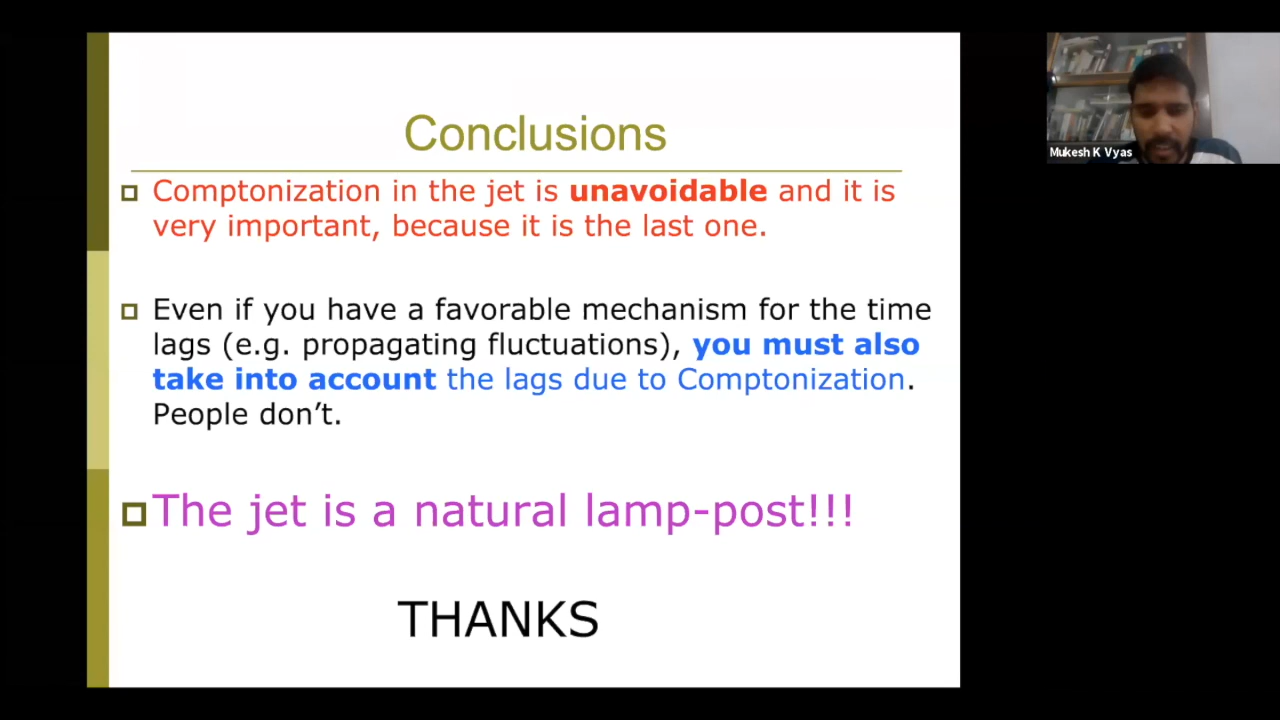 Conclusions
Comptonization in the jet is unavoidable and it is
very important, because it is the last one.
Even if you have a favorable mechanism for the time
lags (e.g. propagating fluctuations), you must also
take into account the lags due to Comptonization.
People don’t.
The jet is a natural lamp-post!!!
THANKS
Mukesh K Vyas